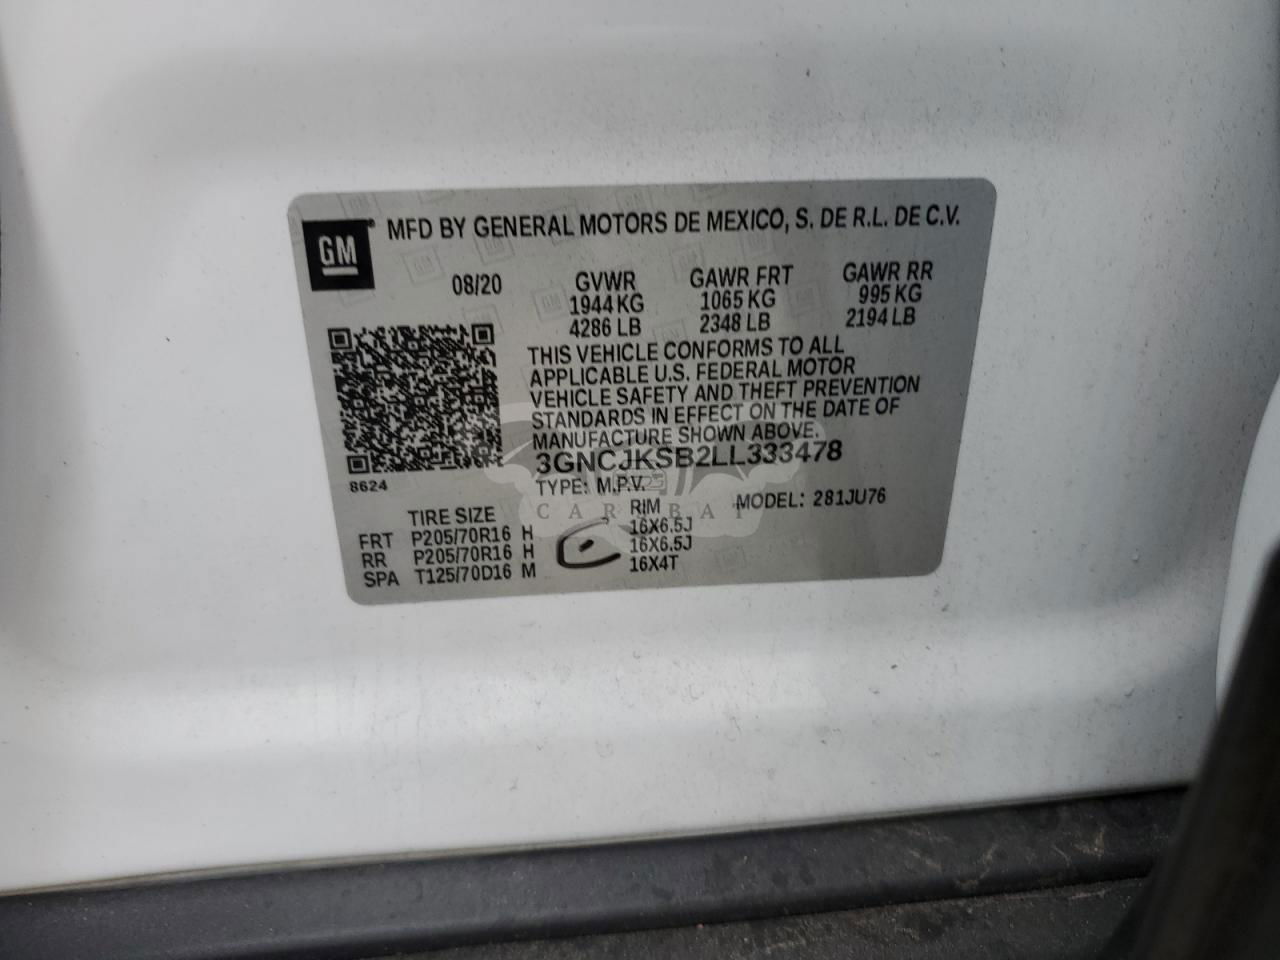 GM
MFD BY GENERAL MOTORS DE MEXICO, S. DE R.L. DE C.V.
08/20 GVWR GAWR FRT GAWR RR
1944 KG 1065 KG 995 KG
4286 LB 2348 LB 2194 LB
THIS VEHICLE CONFORMS TO ALL
APPLICABLE U.S. FEDERAL MOTOR
VEHICLE SAFETY AND THEFT PREVENTION
STANDARDS IN EFFECT ON THE DATE OF
MANUFACTURE SHOWN ABOVE.
3GNCJKSB2LL333478
8624
TYPE: M.P.V. MODEL: 281JU76
CARSBAT
TIRE SIZE RIM
FRT P205/70R16 H 16X6.5J
RR P205/70R16 H 16X6.5J
SPA T125/70D16 M 16X4T